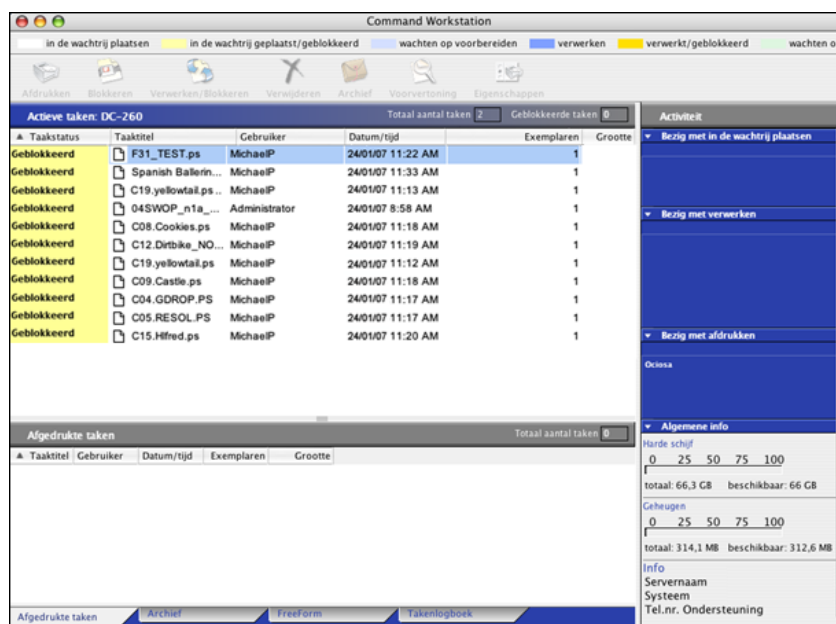 Command Workstation
in de wachtrij plaatsen in de wachtrij geplaatst/geblokkeerd wachten op voorbereiden verwerken verwerkt/geblokkeerd wachten o
Afdrukken Blokkeren Verwerken/Blokkeren Verwijderen Archief Voorvertoning Eigenschappen
Actieve taken: DC-260 Totaal aantal taken 2 Geblokkeerde taken 0
Taakstatus Taaktitel Gebruiker Datum/tijd Exemplaren Grootte
Geblokkeerd F31_TEST.ps MichaelP 24/01/07 11:22 AM 1
Geblokkeerd Spanish Ballerin... MichaelP 24/01/07 11:33 AM 1
Geblokkeerd C19.yellowtail.ps .. MichaelP 24/01/07 11:13 AM 1
Geblokkeerd 04SWOP_n1a_... Administrator 24/01/07 8:58 AM 1
Geblokkeerd C08.Cookies.ps MichaelP 24/01/07 11:18 AM 1
Geblokkeerd C12.Dirtbike_NO... MichaelP 24/01/07 11:19 AM 1
Geblokkeerd C19.yellowtail.ps MichaelP 24/01/07 11:12 AM 1
Geblokkeerd C09.Castle.ps MichaelP 24/01/07 11:18 AM 1
Geblokkeerd C04.GDROP.PS MichaelP 24/01/07 11:17 AM 1
Geblokkeerd C05.RESOL.PS MichaelP 24/01/07 11:17 AM 1
Geblokkeerd C15.Hlfred.ps MichaelP 24/01/07 11:20 AM 1
Afgedrukte taken Totaal aantal taken 0
Taaktitel Gebruiker Datum/tijd Exemplaren Grootte
Afgedrukte taken Archief FreeForm Takenlogboek
Activiteit
Bezig met in de wachtrij plaatsen
Bezig met verwerken
Bezig met afdrukken
Ociosa
Algemene info
Harde schijf
0 25 50 75 100
totaal: 66,3 GB beschikbaar: 66 GB
Geheugen
0 25 50 75 100
totaal: 314,1 MB beschikbaar: 312,6 MB
Info
Servernaam
Systeem
Tel.nr. Ondersteuning